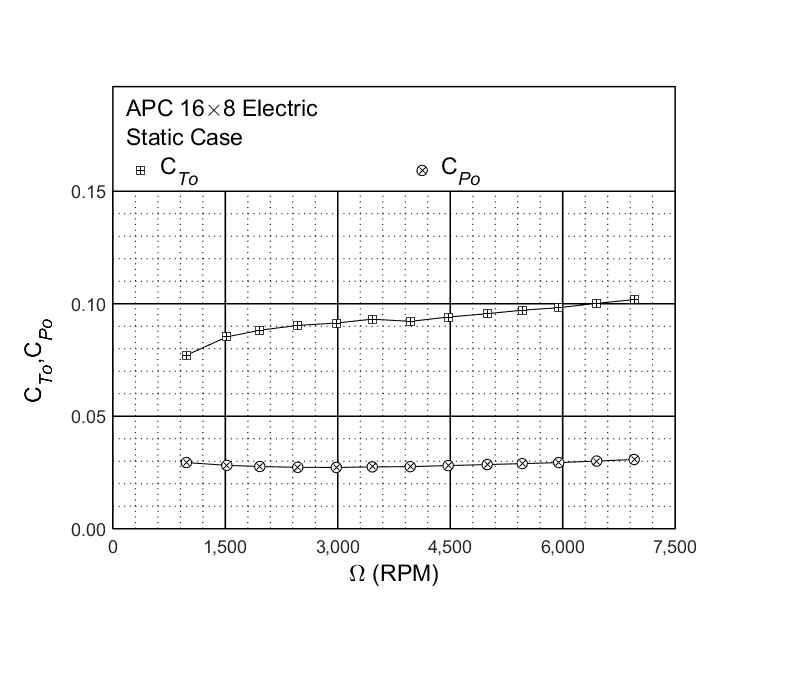 APC 16×8 Electric
Static Case
C_To C_Po
0.15
0.10
0.05
0.00
C_To,C_Po
0 1,500 3,000 4,500 6,000 7,500
Ω (RPM)